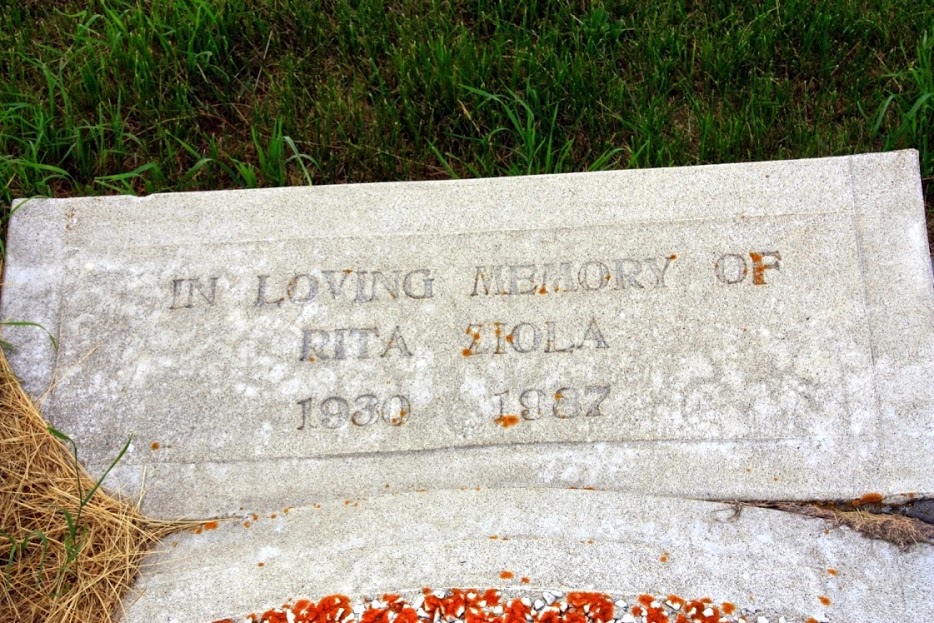 IN LOVING MEMORY OF
RITA ZIOLA
1930 1987